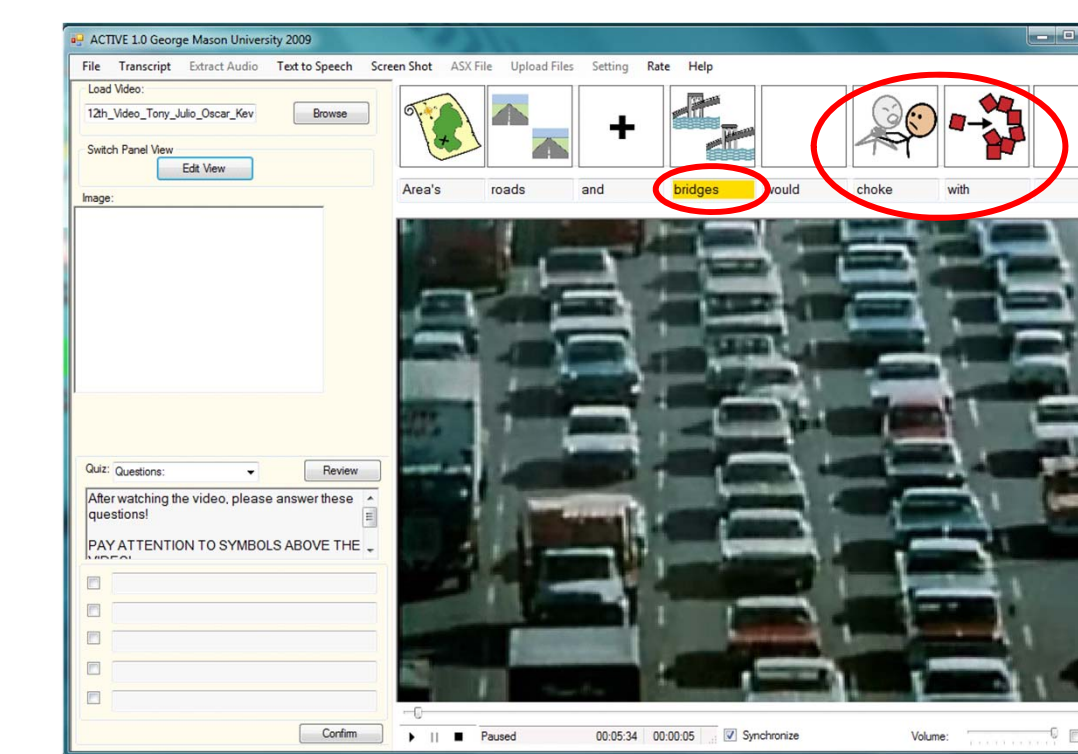 ACTIVE 1.0 George Mason University 2009
File Transcript Extract Audio Text to Speech Screen Shot ASX File Upload Files Setting Rate Help
Load Video:
12th_Video_Tony_Julio_Oscar_Kev Browse
Switch Panel View
Edit View
Image:
+
Area's roads and bridges would choke with
Quiz: Questions: Review
After watching the video, please answer these
questions!
PAY ATTENTION TO SYMBOLS ABOVE THE
Confirm
Paused 00:05:34 00:00:05 Synchronize Volume: